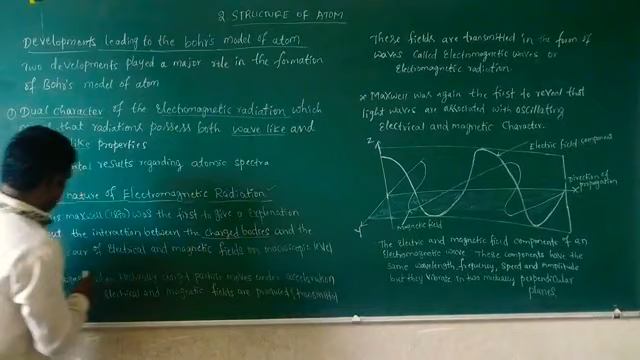 2 STRUCTURE OF ATOM
Developments leading to the bohr's model of atom
Two developments played a major role in the formation
of Bohr's model of atom
① Dual character of the Electromagnetic radiation which
that radiations possess both wave like and
like properties
results regarding atomic spectra
nature of Electromagnetic Radiation
Maxwell (1870) was the first to give a Explanation
the interaction between the charged bodies and the
of Electrical and magnetic fields on macroscopic level
Electrically charged particle moves under acceleration
Electrical and magnetic fields are produced & transmitted
These fields are transmitted in the form of
waves called Electromagnetic waves or
Electromagnetic radiation.
* Maxwell was again the first to reveal that
light waves are associated with oscillating
Electrical and magnetic Character.
Z
Electric field component
Direction of
propagation
X
Y
Magnetic field
The Electric and magnetic field components of an
Electromagnetic wave. These components have the
same wavelength, frequency, speed and amplitude
but they vibrate in two mutually perpendicular
planes.